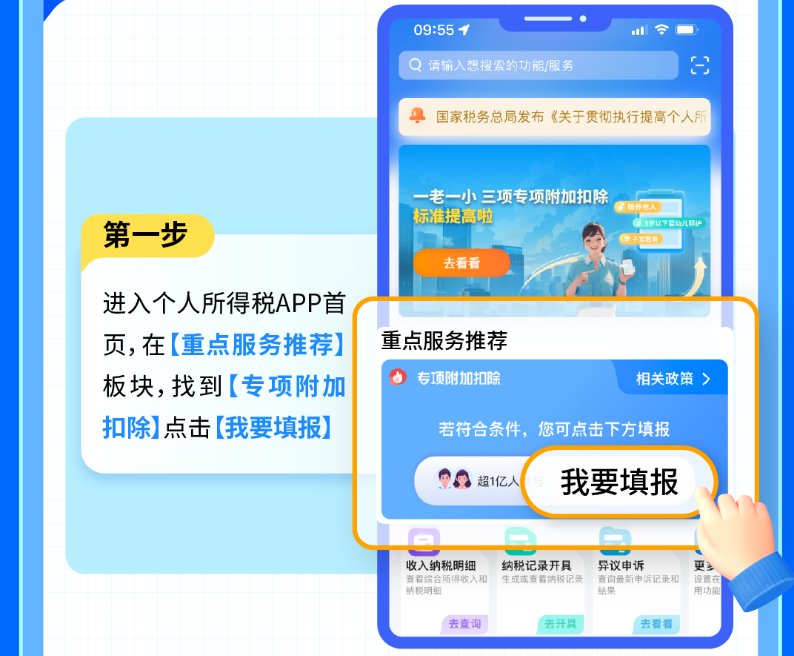 09:55
请输入想搜索的功能/服务
国家税务总局发布《关于贯彻执行提高个人所
一老一小 三项专项附加扣除
标准提高啦
赡养老人
3岁以下婴幼儿照护
子女教育
去看看
第一步
进入个人所得税APP首
页,在【重点服务推荐】
板块,找到【专项附加
扣除】点击【我要填报】
重点服务推荐
专项附加扣除
相关政策
若符合条件，您可点击下方填报
超1亿人
我要填报
收入纳税明细
查看综合所得收入和
纳税明细
去查询
纳税记录开具
生成或查看纳税记录
去开具
异议申诉
查询最新申诉记录和
结果
去看看
更多
设置在
用功能